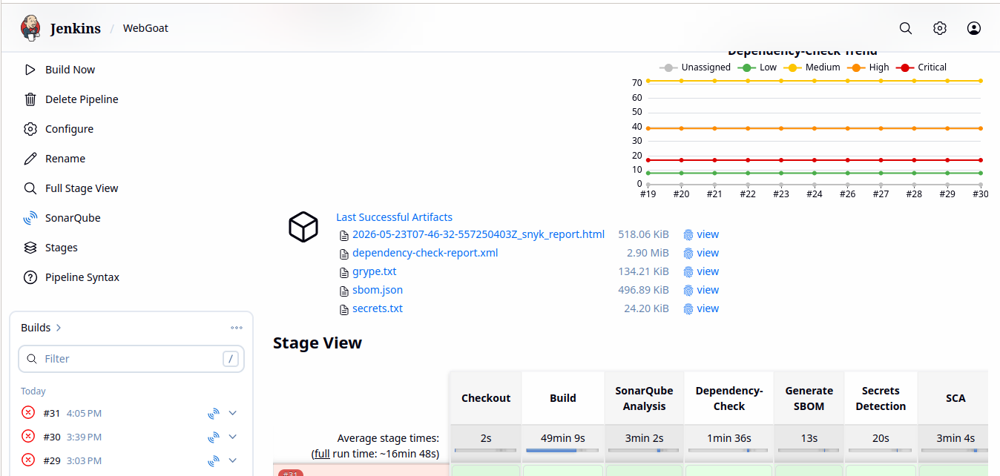 Jenkins / WebGoat
Build Now
Delete Pipeline
Configure
Rename
Full Stage View
SonarQube
Stages
Pipeline Syntax
Builds
Filter /
Today
#31 4:05 PM
#30 3:39 PM
#29 3:03 PM
Dependency-Check Trend
Unassigned Low Medium High Critical
70
60
50
40
30
20
10
0
#19 #20 #21 #22 #23 #24 #26 #27 #28 #29 #30
Last Successful Artifacts
2026-05-23T07-46-32-557250403Z_snyk_report.html 518.06 KiB view
dependency-check-report.xml 2.90 MiB view
grype.txt 134.21 KiB view
sbom.json 496.89 KiB view
secrets.txt 24.20 KiB view
Stage View
Checkout
Build
SonarQube
Analysis
Dependency-
Check
Generate
SBOM
Secrets
Detection
SCA
Average stage times:
(full run time: ~16min 48s)
2s 49min 9s 3min 2s 1min 36s 13s 20s 3min 4s
#31